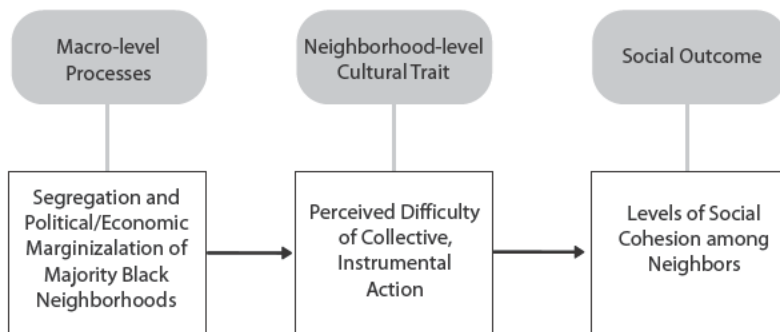 Macro-level
Processes
Neighborhood-level
Cultural Trait
Social Outcome
Segregation and
Political/Economic
Marginizalation of
Majority Black
Neighborhoods
Perceived Difficulty
of Collective,
Instrumental
Action
Levels of Social
Cohesion among
Neighbors